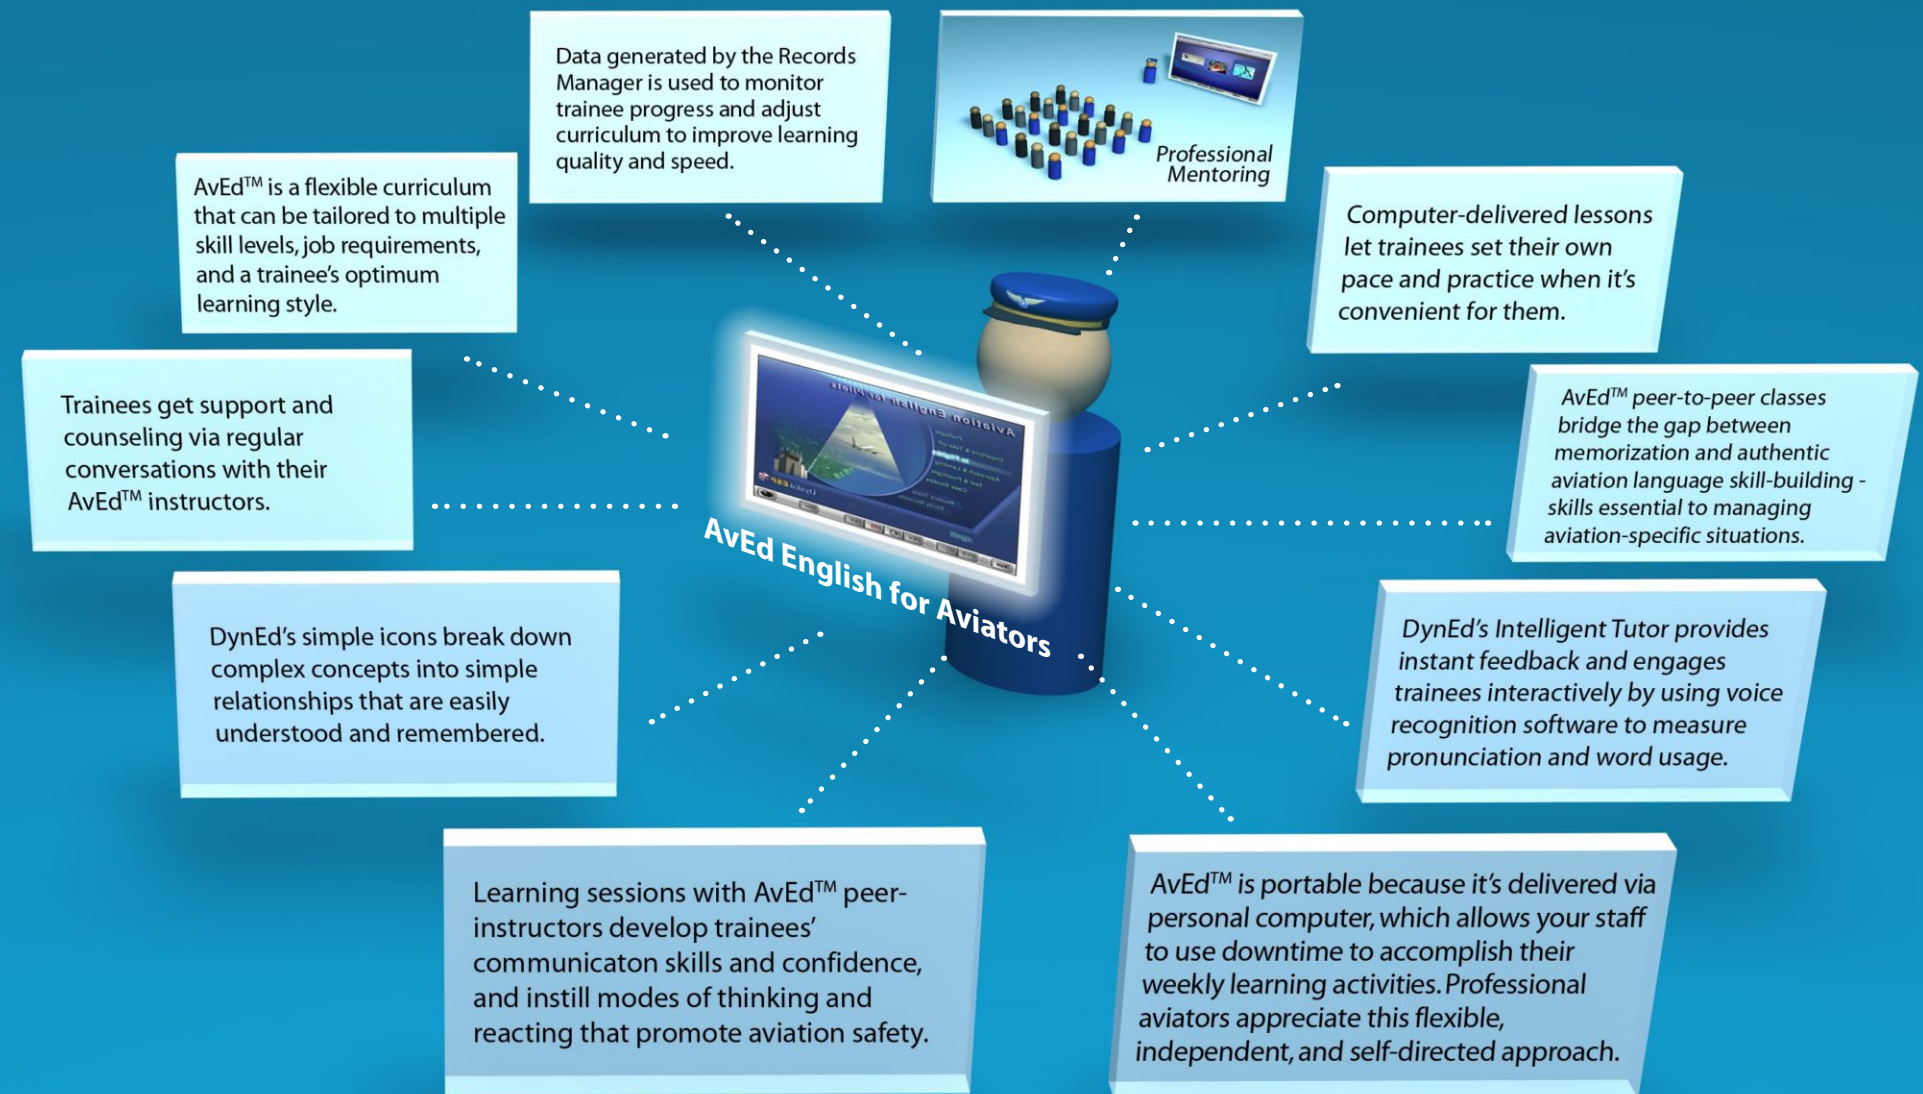 Data generated by the Records
Manager is used to monitor
trainee progress and adjust
curriculum to improve learning
quality and speed.
Professional
Mentoring
AvEd™ is a flexible curriculum
that can be tailored to multiple
skill levels, job requirements,
and a trainee's optimum
learning style.
Computer-delivered lessons
let trainees set their own
pace and practice when it's
convenient for them.
Trainees get support and
counseling via regular
conversations with their
AvEd™ instructors.
AvEd™ peer-to-peer classes
bridge the gap between
memorization and authentic
aviation language skill-building -
skills essential to managing
aviation-specific situations.
Aviation English for Pilots
AvEd English for Aviators
DynEd's simple icons break down
complex concepts into simple
relationships that are easily
understood and remembered.
DynEd's Intelligent Tutor provides
instant feedback and engages
trainees interactively by using voice
recognition software to measure
pronunciation and word usage.
Learning sessions with AvEd™ peer-
instructors develop trainees'
communicaton skills and confidence,
and instill modes of thinking and
reacting that promote aviation safety.
AvEd™ is portable because it's delivered via
personal computer, which allows your staff
to use downtime to accomplish their
weekly learning activities. Professional
aviators appreciate this flexible,
independent, and self-directed approach.